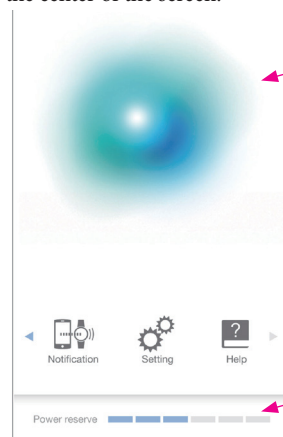 the center of the screen.
Notification Setting Help
?
Power reserve